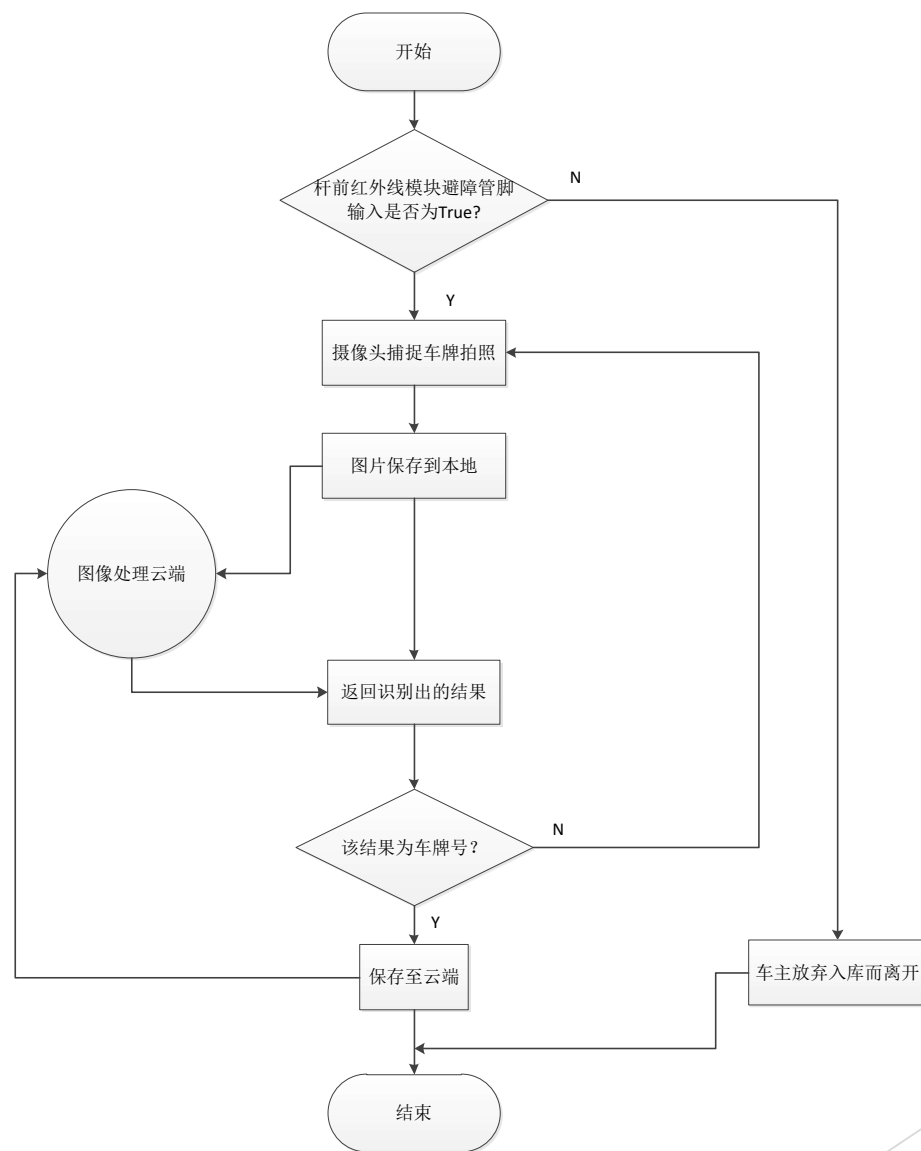 开始
杆前红外线模块避障管脚
输入是否为True?
N
Y
摄像头捕捉车牌拍照
图片保存到本地
图像处理云端
返回识别出的结果
该结果为车牌号？
N
Y
保存至云端
车主放弃入库而离开
结束